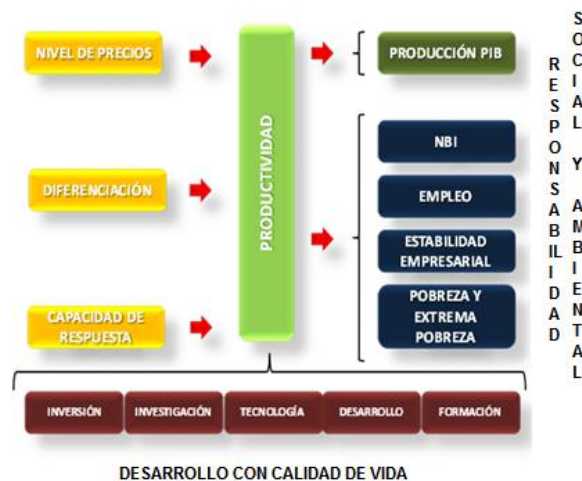 NIVEL DE PRECIOS
DIFERENCIACIÓN
CAPACIDAD DE
RESPUESTA
PRODUCTIVIDAD
PRODUCCIÓN PIB
NBI
EMPLEO
ESTABILIDAD
EMPRESARIAL
POBREZA Y
EXTREMA
POBREZA
RESPONSABILIDAD
SOCIAL Y AMBIENTAL
INVERSIÓN
INVESTIGACIÓN
TECNOLOGÍA
DESARROLLO
FORMACIÓN
DESARROLLO CON CALIDAD DE VIDA